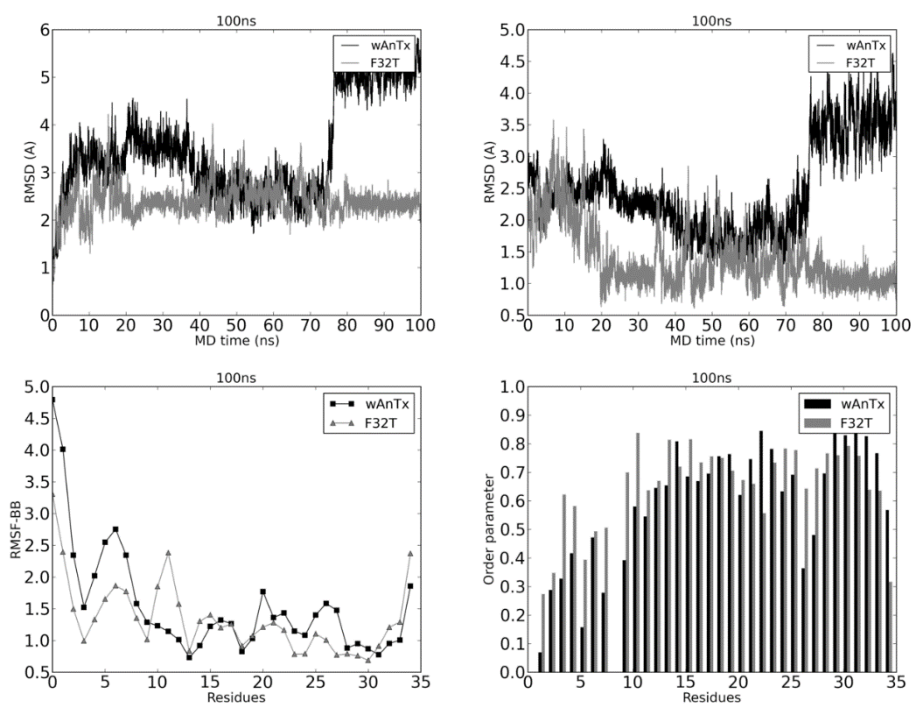 100ns
wAnTx
F32T
RMSD (A)
6
5
4
3
2
1
0
0 10 20 30 40 50 60 70 80 90 100
MD time (ns)
100ns
wAnTx
F32T
RMSD (A)
5.0
4.5
4.0
3.5
3.0
2.5
2.0
1.5
1.0
0.5
0 10 20 30 40 50 60 70 80 90 100
MD time (ns)
100ns
wAnTx
F32T
RMSF-BB
5.0
4.5
4.0
3.5
3.0
2.5
2.0
1.5
1.0
0.5
0 5 10 15 20 25 30 35
Residues
100ns
wAnTx
F32T
Order parameter
1.0
0.9
0.8
0.7
0.6
0.5
0.4
0.3
0.2
0.1
0.0
0 5 10 15 20 25 30 35
Residues